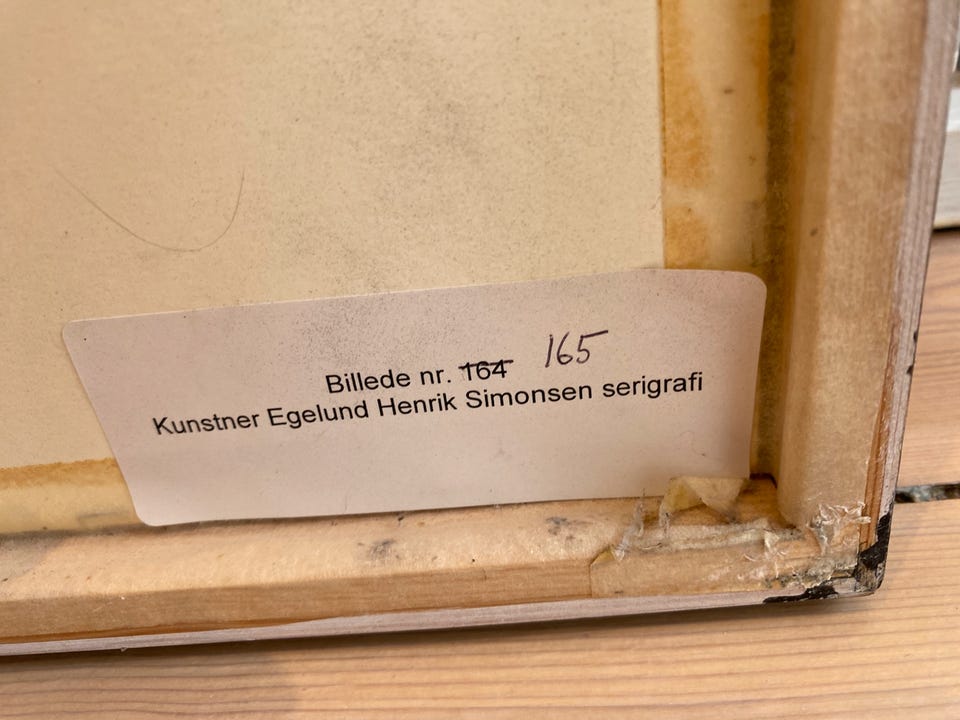 Billede nr. 164 165
Kunstner Egelund Henrik Simonsen serigrafi